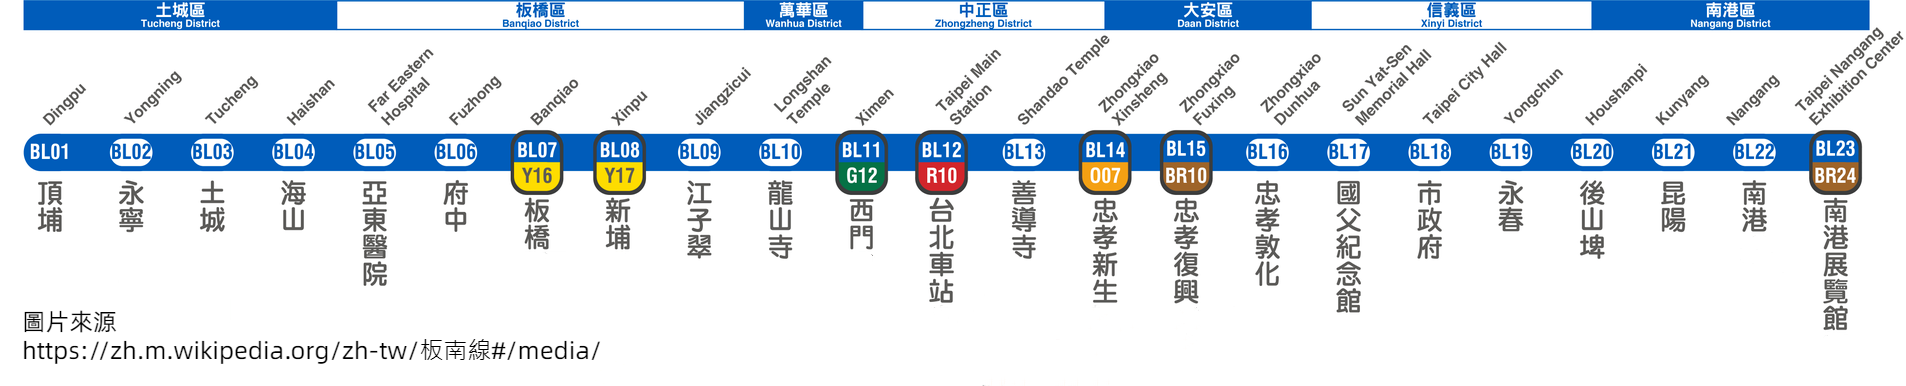 土城區
Tucheng District
板橋區
Banqiao District
萬華區
Wanhua District
中正區
Zhongzheng District
大安區
Daan District
信義區
Xinyi District
南港區
Nangang District
Dingpu
Yongning
Tucheng
Haishan
Far Eastern
Hospital
Fuzhong
Banqiao
Xinpu
Jiangzicui
Longshan
Temple
Ximen
Taipei Main
Station
Shandao Temple
Zhongxiao
Xinsheng
Zhongxiao
Fuxing
Zhongxiao
Dunhua
Sun Yat-Sen
Memorial Hall
Taipei City Hall
Yongchun
Houshanpi
Kunyang
Nangang
Taipei Nangang
Exhibition Center
BL01
BL02
BL03
BL04
BL05
BL06
BL07
Y16
BL08
Y17
BL09
BL10
BL11
G12
BL12
R10
BL13
BL14
O07
BL15
BR10
BL16
BL17
BL18
BL19
BL20
BL21
BL22
BL23
BR24
頂埔
永寧
土城
海山
亞東醫院
府中
板橋
新埔
江子翠
龍山寺
西門
台北車站
善導寺
忠孝新生
忠孝復興
忠孝敦化
國父紀念館
市政府
永春
後山埤
昆陽
南港
南港展覽館
圖片來源
https://zh.m.wikipedia.org/zh-tw/板南線#/media/